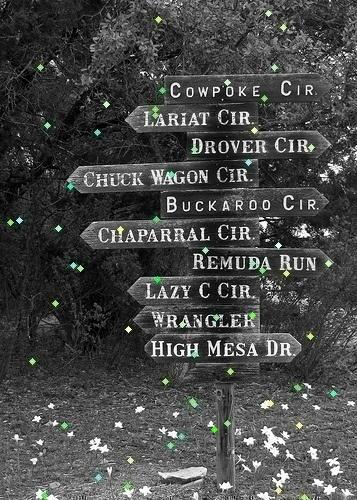 COWPOKE CIR.
LARIAT CIR.
DROVER CIR.
CHUCK WAGON CIR.
BUCKAROO CIR.
CHAPARRAL CIR.
REMUDA RUN
LAZY C CIR.
WRANGLER
HIGH MESA DR.